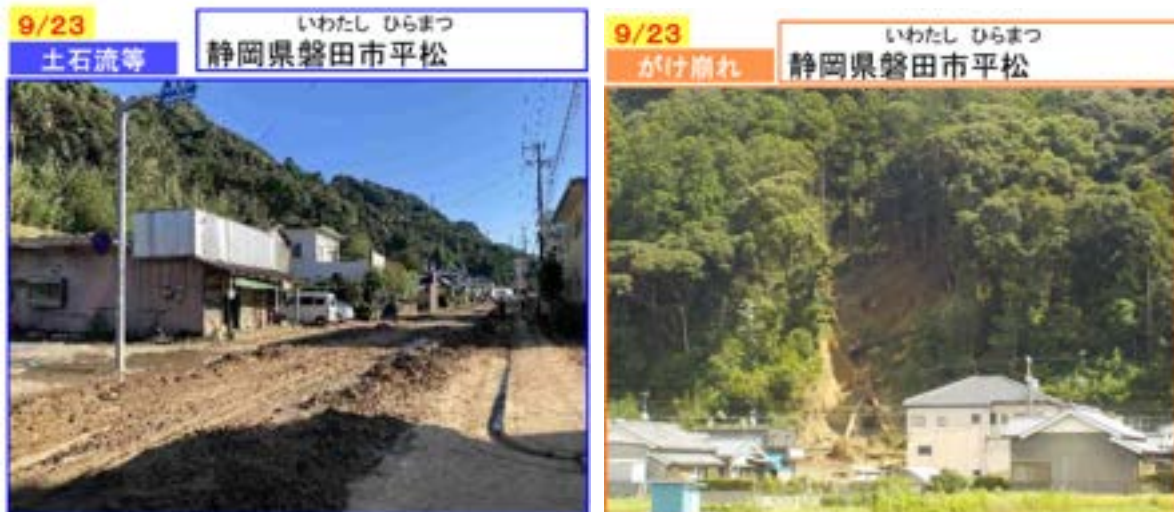 9/23
土石流等
いわたし ひらまつ
静岡県磐田市平松
9/23
がけ崩れ
いわたし ひらまつ
静岡県磐田市平松